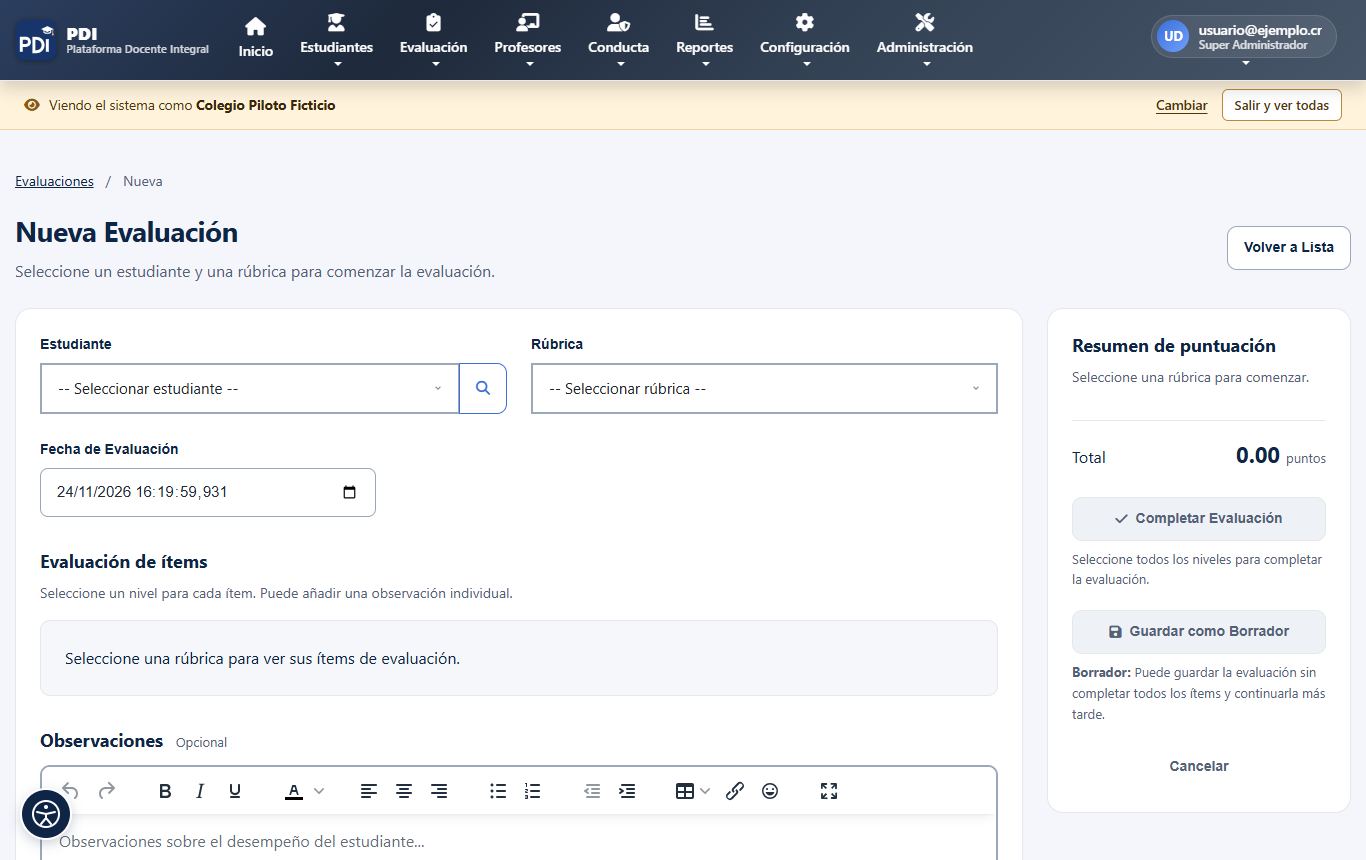 PDI
PDI
Plataforma Docente Integral
Inicio
Estudiantes
Evaluación
Profesores
Conducta
Reportes
Configuración
Administración
UD
usuario@ejemplo.cr
Super Administrador
Viendo el sistema como Colegio Piloto Ficticio
Cambiar
Salir y ver todas
Evaluaciones / Nueva
Nueva Evaluación
Seleccione un estudiante y una rúbrica para comenzar la evaluación.
Volver a Lista
Estudiante
-- Seleccionar estudiante --
Rúbrica
-- Seleccionar rúbrica --
Fecha de Evaluación
24/11/2026 16:19:59,931
Evaluación de ítems
Seleccione un nivel para cada ítem. Puede añadir una observación individual.
Seleccione una rúbrica para ver sus ítems de evaluación.
Observaciones Opcional
B I U A
Observaciones sobre el desempeño del estudiante...
Resumen de puntuación
Seleccione una rúbrica para comenzar.
Total 0.00 puntos
Completar Evaluación
Seleccione todos los niveles para completar
la evaluación.
Guardar como Borrador
Borrador: Puede guardar la evaluación sin
completar todos los ítems y continuarla más
tarde.
Cancelar